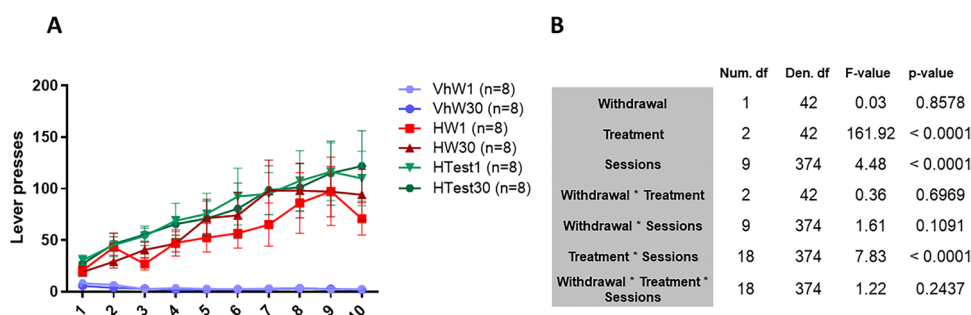 A
B
200
150
100
50
0
Lever presses
1 2 3 4 5 6 7 8 9 10
VhW1 (n=8)
VhW30 (n=8)
HW1 (n=8)
HW30 (n=8)
HTest1 (n=8)
HTest30 (n=8)
Num. df Den. df F-value p-value
Withdrawal 1 42 0.03 0.8578
Treatment 2 42 161.92 < 0.0001
Sessions 9 374 4.48 < 0.0001
Withdrawal * Treatment 2 42 0.36 0.6969
Withdrawal * Sessions 9 374 1.61 0.1091
Treatment * Sessions 18 374 7.83 < 0.0001
Withdrawal * Treatment *
Sessions 18 374 1.22 0.2437